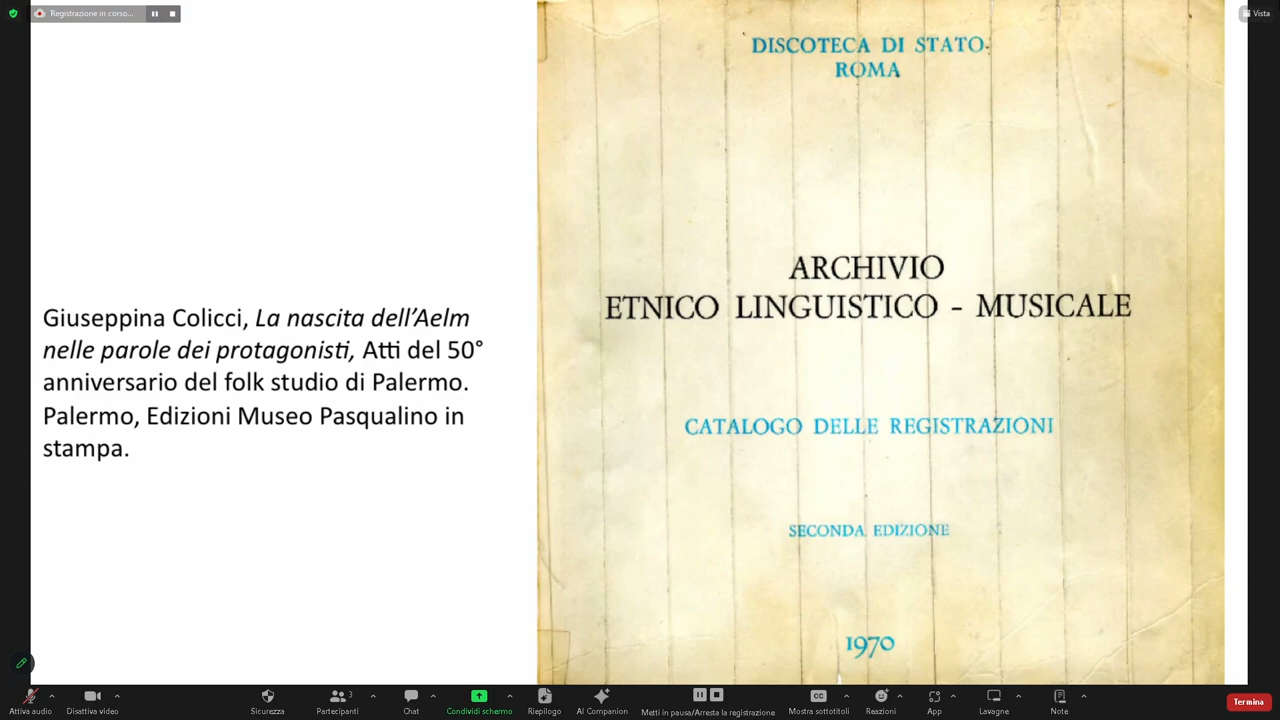 Registrazione in corso...
Vista
DISCOTECA DI STATO
ROMA
ARCHIVIO
ETNICO LINGUISTICO - MUSICALE
CATALOGO DELLE REGISTRAZIONI
SECONDA EDIZIONE
1970
Giuseppina Colicci, La nascita dell'Aelm
nelle parole dei protagonisti, Atti del 50°
anniversario del folk studio di Palermo.
Palermo, Edizioni Museo Pasqualino in
stampa.
Attiva audio
Disattiva video
Sicurezza
Partecipanti
3
Chat
Condividi schermo
Riepilogo
AI Companion
Metti in pausa/Arresta la registrazione
Mostra sottotitoli
Reazioni
App
Lavagne
Note
Termina